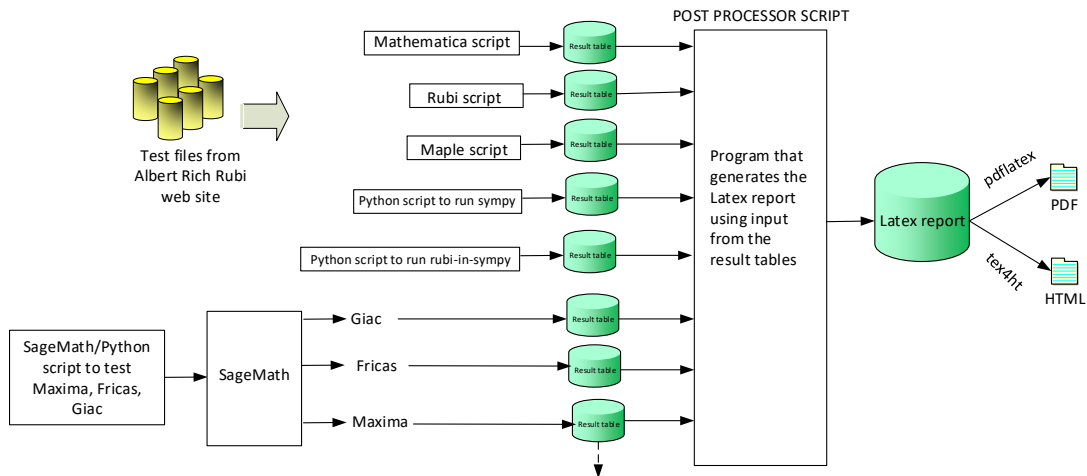 POST PROCESSOR SCRIPT
Mathematica script
Result table
Rubi script
Result table
Maple script
Result table
Python script to run sympy
Result table
Python script to run rubi-in-sympy
Result table
Test files from
Albert Rich Rubi
web site
Program that
generates the
Latex report
using input
from the
result tables
Latex report
pdflatex
PDF
tex4ht
HTML
SageMath/Python
script to test
Maxima, Fricas,
Giac
SageMath
Giac
Result table
Fricas
Result table
Maxima
Result table